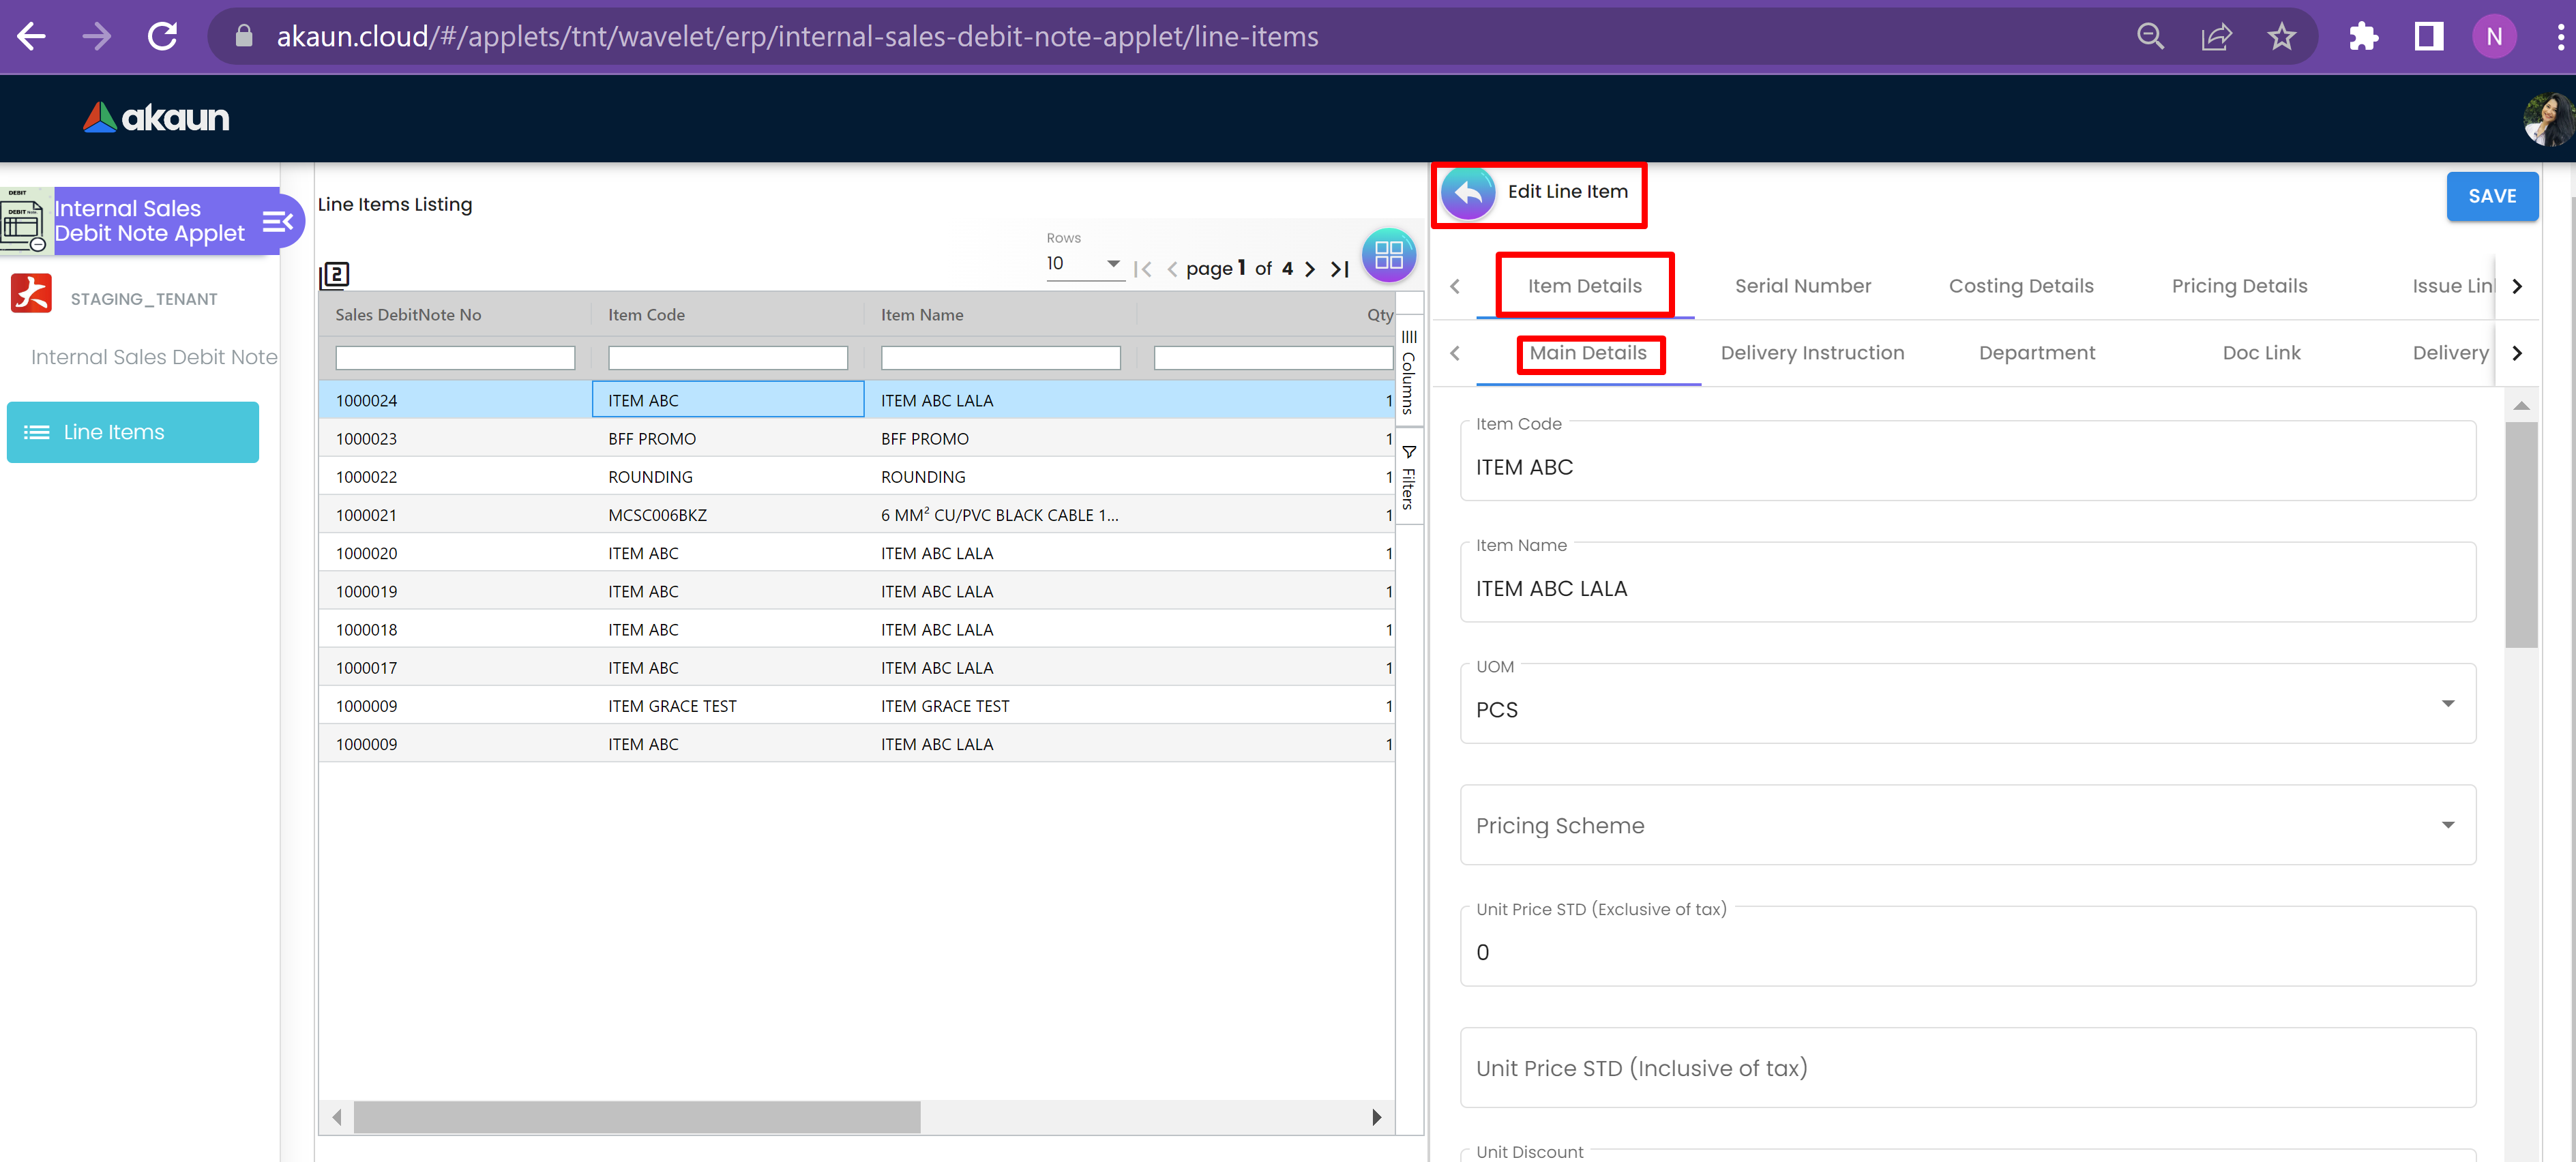 akaun.cloud/#/applets/tnt/wavelet/erp/internal-sales-debit-note-applet/line-items
N
akaun
DEBIT
Internal Sales
Debit Note Applet
STAGING_TENANT
Internal Sales Debit Note
Line Items
Line Items Listing
Rows
10
page 1 of 4
2
Sales DebitNote No Item Code Item Name Qty
1000024 ITEM ABC ITEM ABC LALA 1
1000023 BFF PROMO BFF PROMO 1
1000022 ROUNDING ROUNDING 1
1000021 MCSC006BKZ 6 MM² CU/PVC BLACK CABLE 1... 1
1000020 ITEM ABC ITEM ABC LALA 1
1000019 ITEM ABC ITEM ABC LALA 1
1000018 ITEM ABC ITEM ABC LALA 1
1000017 ITEM ABC ITEM ABC LALA 1
1000009 ITEM GRACE TEST ITEM GRACE TEST 1
1000009 ITEM ABC ITEM ABC LALA 1
Columns
Filters
Edit Line Item
SAVE
Item Details Serial Number Costing Details Pricing Details Issue Lin
Main Details Delivery Instruction Department Doc Link Delivery
Item Code
ITEM ABC
Item Name
ITEM ABC LALA
UOM
PCS
Pricing Scheme
Unit Price STD (Exclusive of tax)
0
Unit Price STD (Inclusive of tax)
Unit Discount